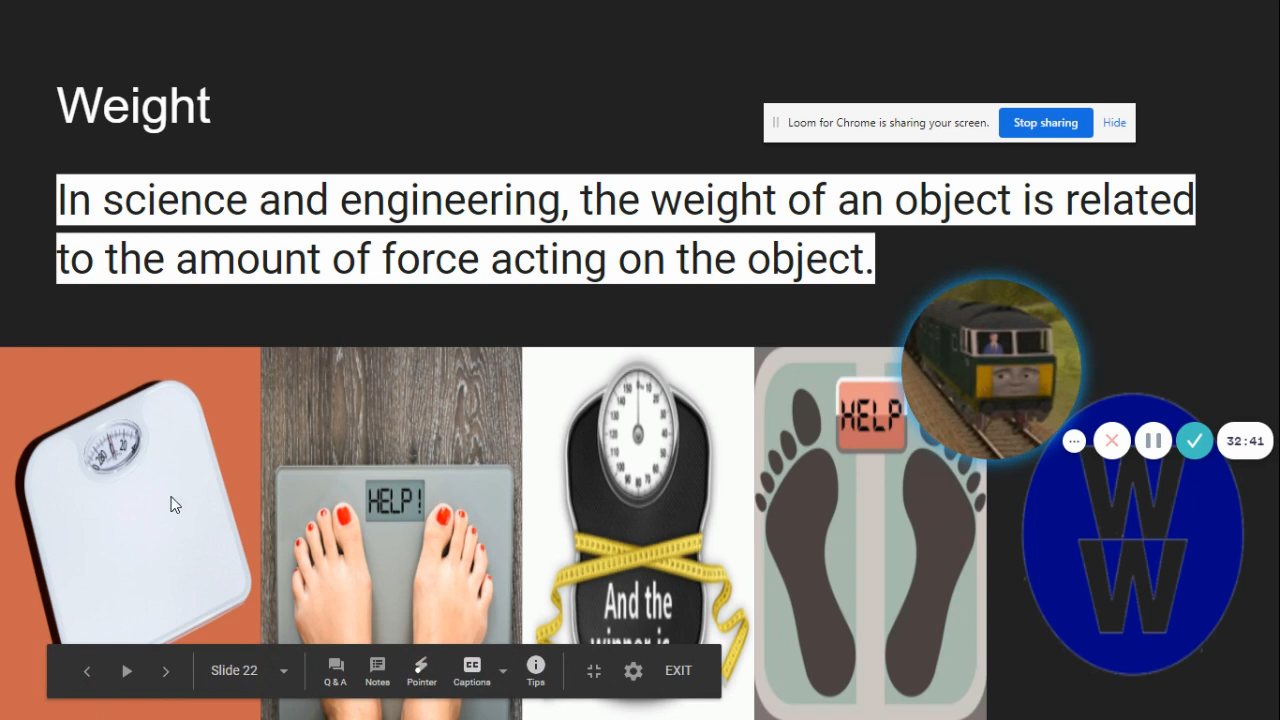 Weight
Loom for Chrome is sharing your screen. Stop sharing Hide
In science and engineering, the weight of an object is related
to the amount of force acting on the object.
HELP!
HELP
And the
winner is
W
W
32:41
Slide 22
Q & A Notes Pointer Captions Tips EXIT